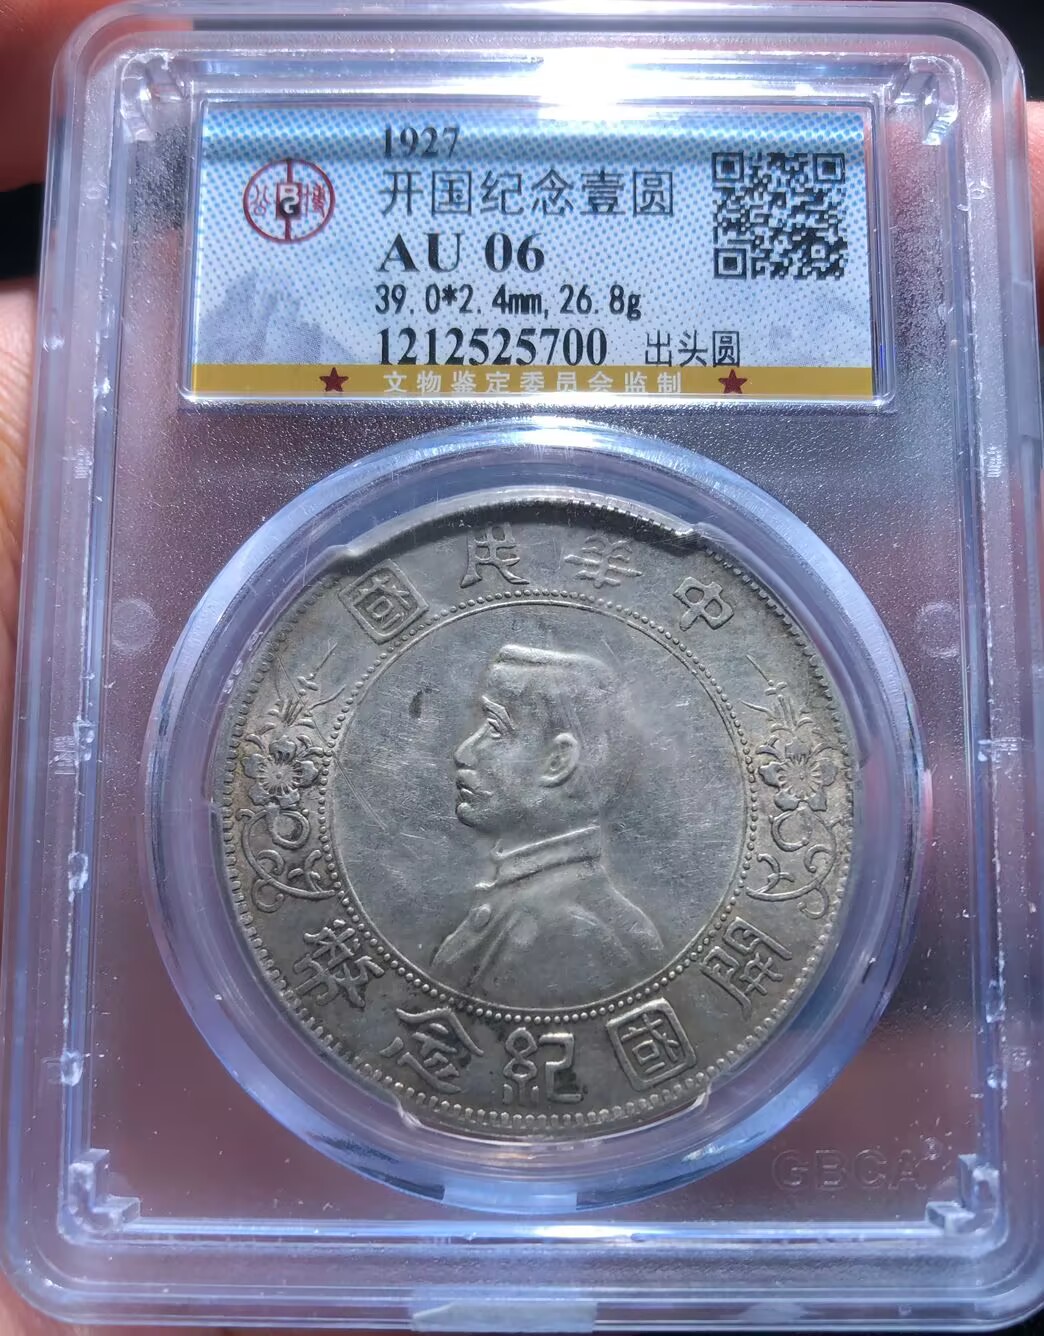 1927
开国纪念壹圆
公博
AU 06
39.0*2.4mm,26.8g
1212525700 出头圆
文物鉴定委员会监制
中華民國
開國紀念幣
GBCA